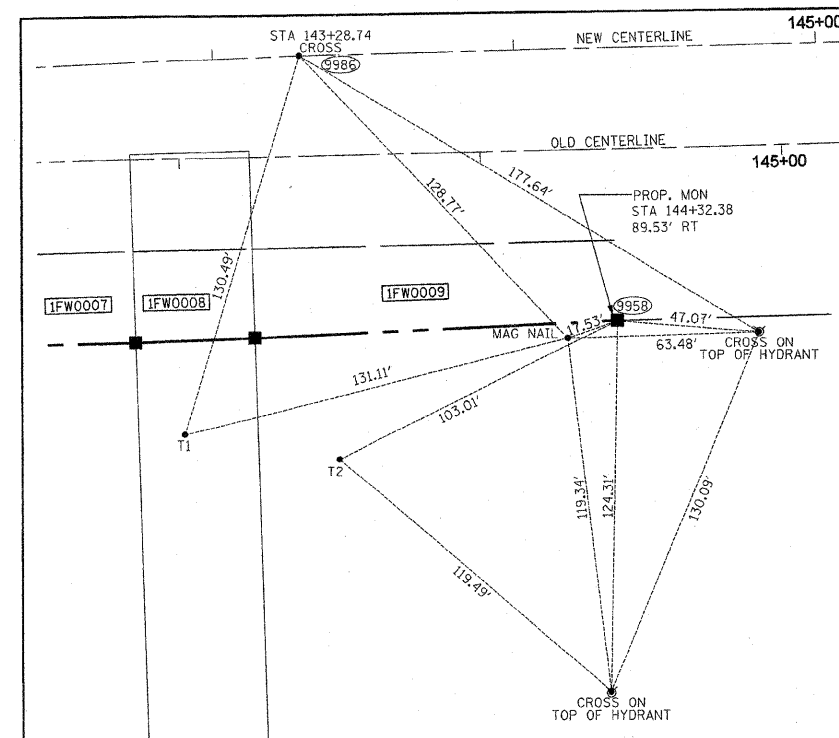 145+00
NEW CENTERLINE
STA 143+28.74
CROSS
9986
OLD CENTERLINE
145+00
177.64'
128.77'
130.49'
PROP. MON
STA 144+32.38
89.53' RT
1FW0007
1FW0008
1FW0009
9958
17.53'
47.07'
MAG NAIL
63.48'
CROSS ON
TOP OF HYDRANT
131.11'
103.01'
T1
T2
119.34'
124.31'
130.09'
119.49'
CROSS ON
TOP OF HYDRANT